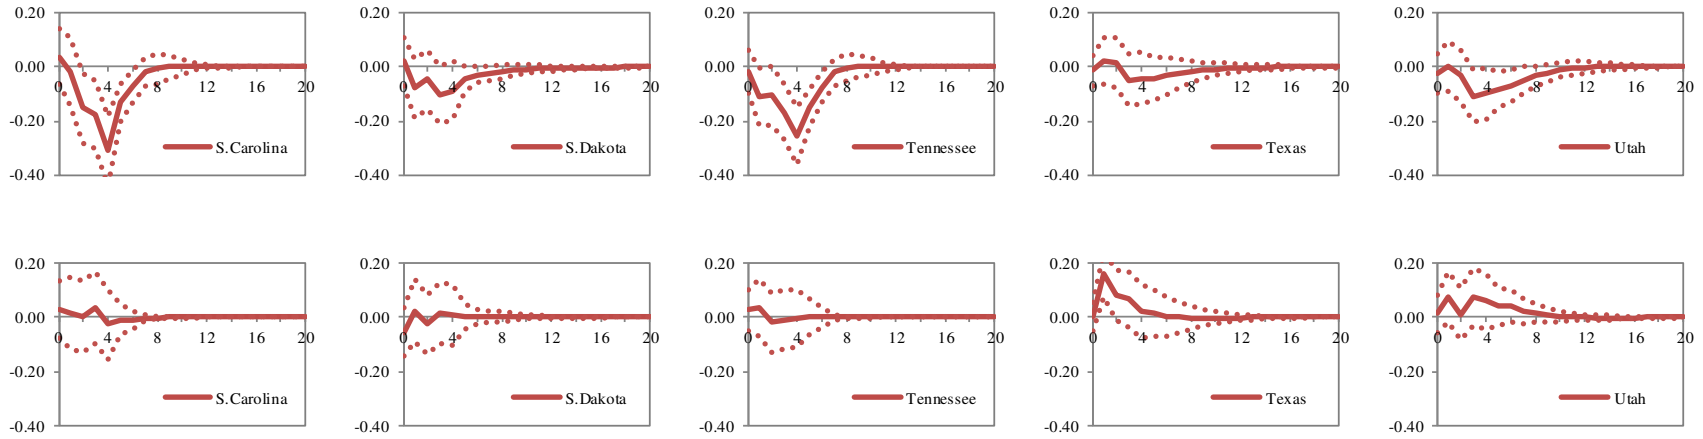 0.20 0.20 0.20 0.20 0.20
0.00 0.00 0.00 0.00 0.00
0 4 8 12 16 20 0 4 8 12 16 20 0 4 8 12 16 20 0 4 8 12 16 20 0 4 8 12 16 20
-0.20 -0.20 -0.20 -0.20 -0.20
S.Carolina S.Dakota Tennessee Texas Utah
-0.40 -0.40 -0.40 -0.40 -0.40
0.20 0.20 0.20 0.20 0.20
0.00 0.00 0.00 0.00 0.00
0 4 8 12 16 20 0 4 8 12 16 20 0 4 8 12 16 20 0 4 8 12 16 20 0 4 8 12 16 20
-0.20 -0.20 -0.20 -0.20 -0.20
S.Carolina S.Dakota Tennessee Texas Utah
-0.40 -0.40 -0.40 -0.40 -0.40